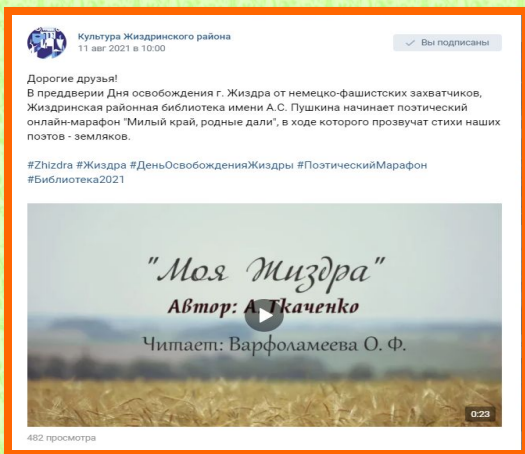 Культура Жиздринского района
11 авг 2021 в 10:00
Вы подписаны
Дорогие друзья!
В преддверии Дня освобождения г. Жиздра от немецко-фашистских захватчиков,
Жиздринская районная библиотека имени А.С. Пушкина начинает поэтический
онлайн-марафон "Милый край, родные дали", в ходе которого прозвучат стихи наших
поэтов - земляков.
#Zhizdra #Жиздра #ДеньОсвобожденияЖиздры #ПоэтическийМарафон
#Библиотека2021
"Моя Жиздра"
Автор: А. Ткаченко
Читает: Варфоламеева О. Ф.
0:23
482 просмотра